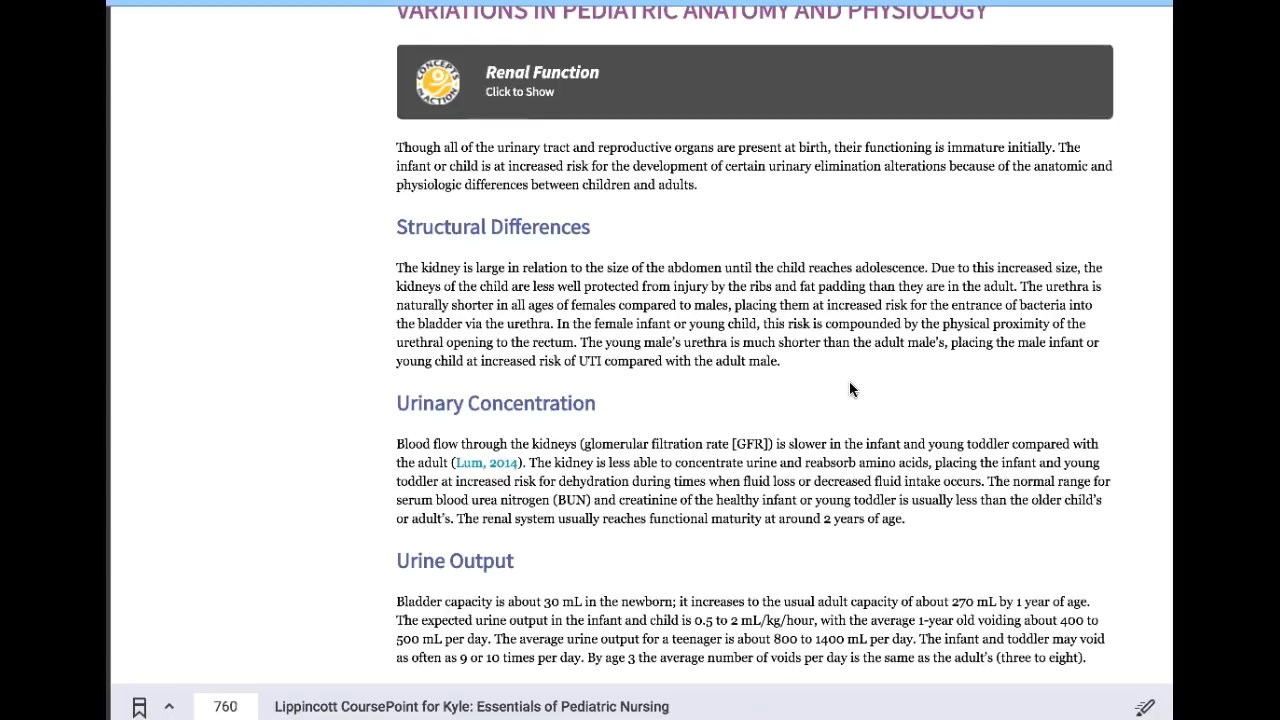 VARIATIONS IN PEDIATRIC ANATOMY AND PHYSIOLOGY
CONCEPTS IN ACTION
Renal Function
Click to Show
Though all of the urinary tract and reproductive organs are present at birth, their functioning is immature initially. The
infant or child is at increased risk for the development of certain urinary elimination alterations because of the anatomic and
physiologic differences between children and adults.
Structural Differences
The kidney is large in relation to the size of the abdomen until the child reaches adolescence. Due to this increased size, the
kidneys of the child are less well protected from injury by the ribs and fat padding than they are in the adult. The urethra is
naturally shorter in all ages of females compared to males, placing them at increased risk for the entrance of bacteria into
the bladder via the urethra. In the female infant or young child, this risk is compounded by the physical proximity of the
urethral opening to the rectum. The young male's urethra is much shorter than the adult male's, placing the male infant or
young child at increased risk of UTI compared with the adult male.
Urinary Concentration
Blood flow through the kidneys (glomerular filtration rate [GFR]) is slower in the infant and young toddler compared with
the adult (Lum, 2014). The kidney is less able to concentrate urine and reabsorb amino acids, placing the infant and young
toddler at increased risk for dehydration during times when fluid loss or decreased fluid intake occurs. The normal range for
serum blood urea nitrogen (BUN) and creatinine of the healthy infant or young toddler is usually less than the older child's
or adult's. The renal system usually reaches functional maturity at around 2 years of age.
Urine Output
Bladder capacity is about 30 mL in the newborn; it increases to the usual adult capacity of about 270 mL by 1 year of age.
The expected urine output in the infant and child is 0.5 to 2 mL/kg/hour, with the average 1-year old voiding about 400 to
500 mL per day. The average urine output for a teenager is about 800 to 1400 mL per day. The infant and toddler may void
as often as 9 or 10 times per day. By age 3 the average number of voids per day is the same as the adult's (three to eight).
760
Lippincott CoursePoint for Kyle: Essentials of Pediatric Nursing